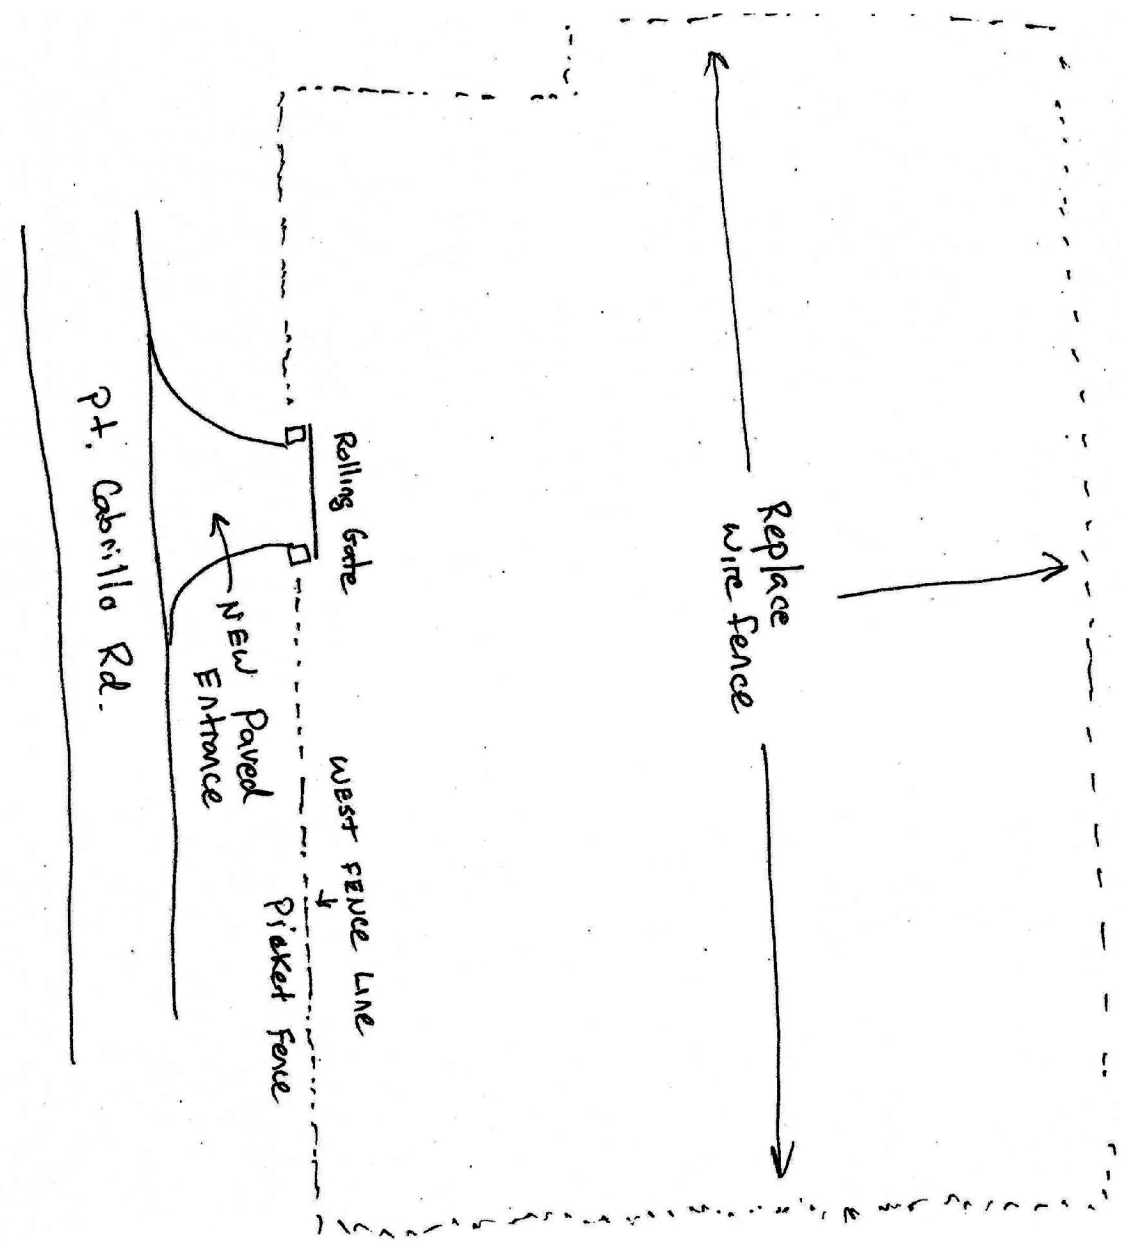 Replace
wire fence
Rolling Gate
WEST FENCE LINE
Picket Fence
NEW Paved
Entrance
Pt. Cabrillo Rd.